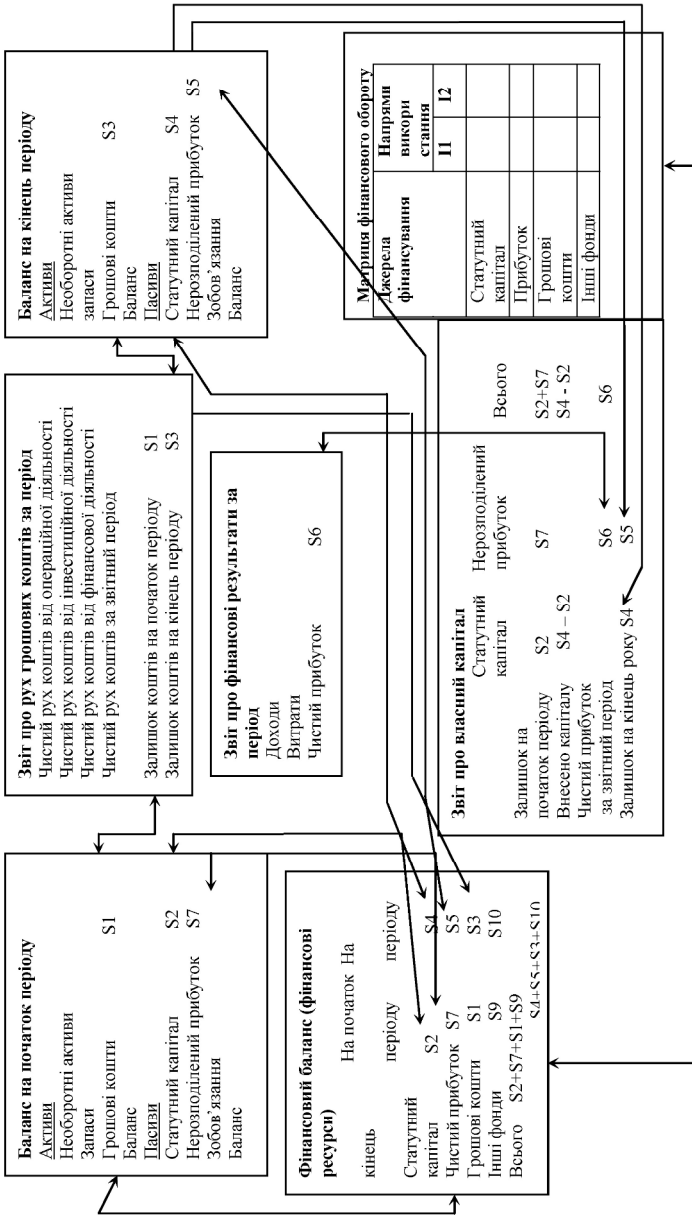 Баланс на початок періоду
Активи
Необоротні активи
Запаси
Грошові кошти S1
Баланс
Пасиви
Статутний капітал S2
Нерозподілений прибуток S7
Зобов’язання
Баланс
Звіт про рух грошових коштів за період
Чистий рух коштів від операційної діяльності
Чистий рух коштів від інвестиційної діяльності
Чистий рух коштів від фінансової діяльності
Чистий рух коштів за звітний період
Залишок коштів на початок періоду S1
Залишок коштів на кінець періоду S3
Баланс на кінець періоду
Активи
Необоротні активи
запаси
Грошові кошти S3
Баланс
Пасиви
Статутний капітал S4
Нерозподілений прибуток S5
Зобов’язання
Баланс
Звіт про фінансові результати за
період
Доходи
Витрати
Чистий прибуток S6
Фінансовий баланс (фінансові
ресурси)
На початок На
кінець
періоду періоду
Статутний
капітал S2 S4
Чистий прибуток S7 S5
Грошові кошти S1 S3
Інші фонди S9 S10
Всього S2+S7+S1+S9
S4+S5+S3+S10
Звіт про власний капітал
Статутний Нерозподілений Всього
капітал прибуток
Залишок на
початок періоду S2 S7 S2+S7
Внесено капіталу S4 – S2 S4 - S2
Чистий прибуток
за звітний період S6 S6
Залишок на кінець року S4 S5
Матриця фінансового обороту
Джерела Напрями
фінансування викори
стання
I1 I2
Статутний
капітал
Прибуток
Грошові
кошти
Інші фонди